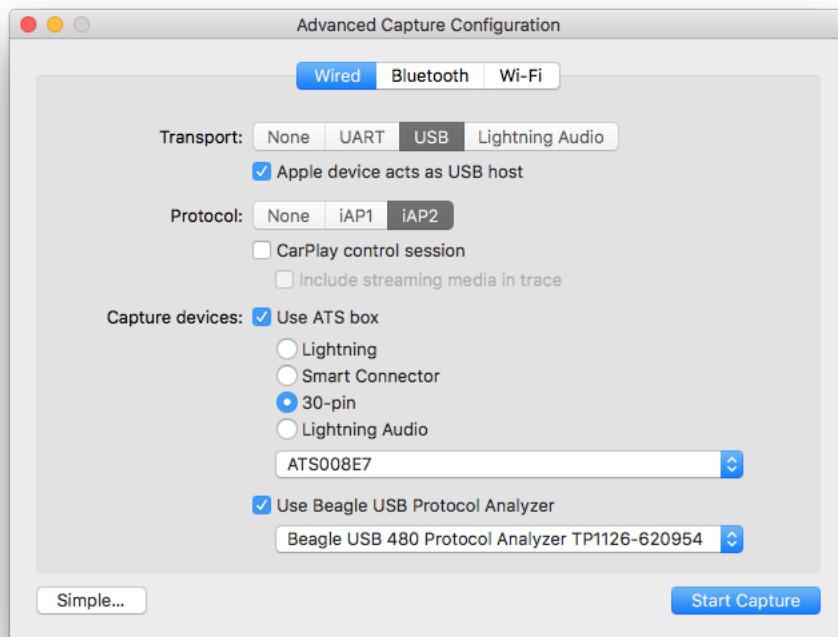 Advanced Capture Configuration
Wired Bluetooth Wi-Fi
Transport: None UART USB Lightning Audio
Apple device acts as USB host
Protocol: None iAP1 iAP2
CarPlay control session
Include streaming media in trace
Capture devices: Use ATS box
Lightning
Smart Connector
30-pin
Lightning Audio
ATS008E7
Use Beagle USB Protocol Analyzer
Beagle USB 480 Protocol Analyzer TP1126-620954
Simple... Start Capture